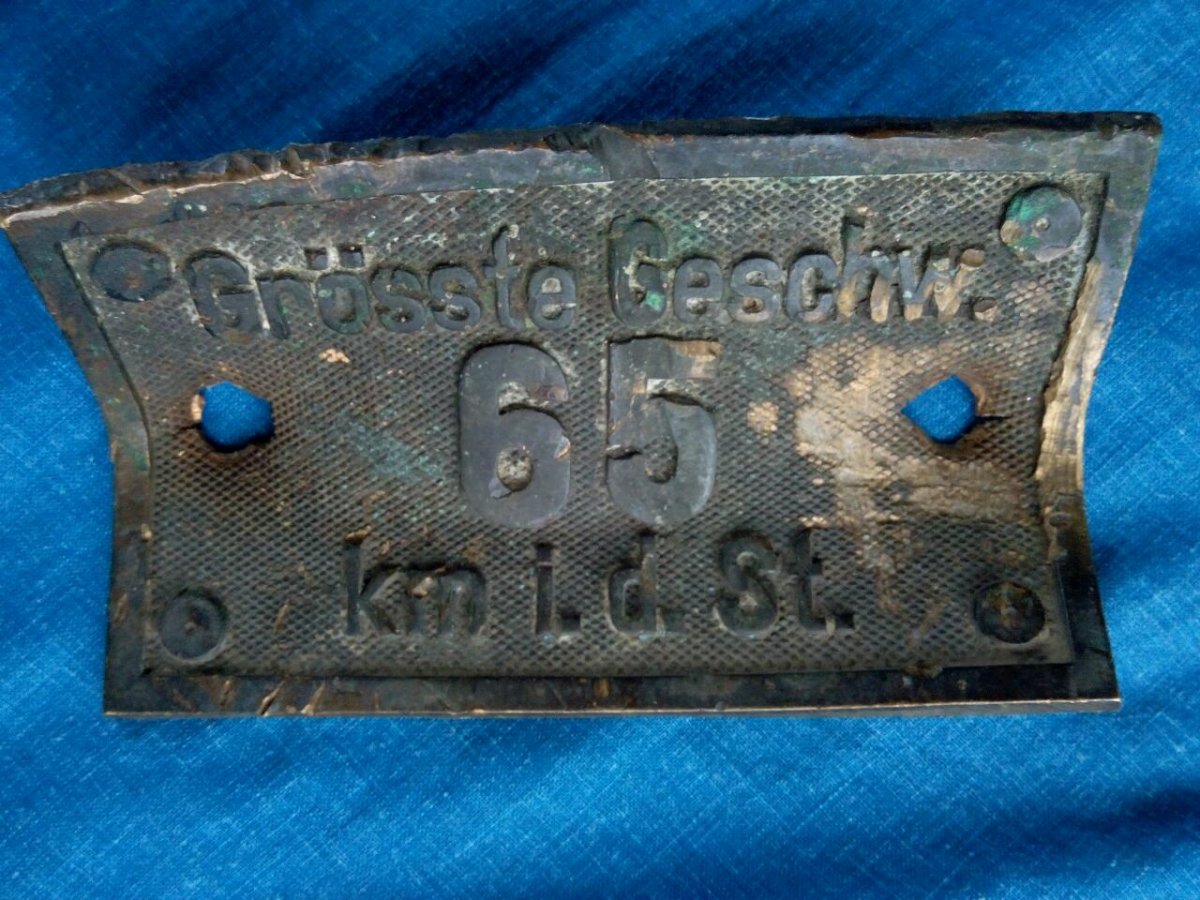 Grösste Geschw.
65
km i. d. St.